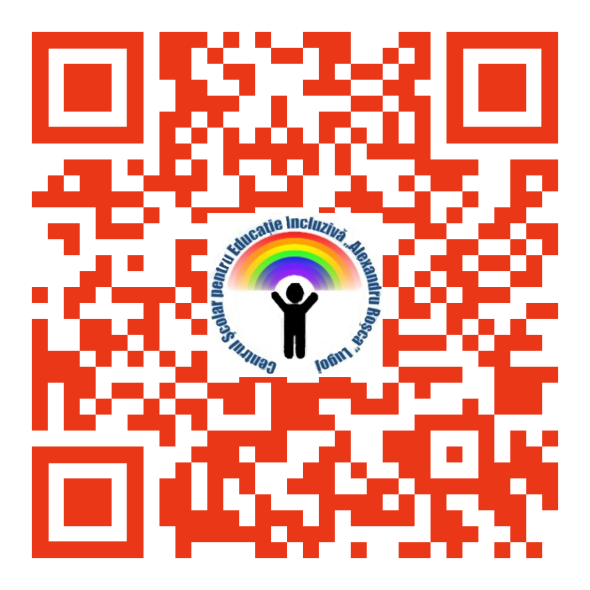 Centrul Școlar pentru Educație Incluzivă „Alexandru Roșca” Lugoj